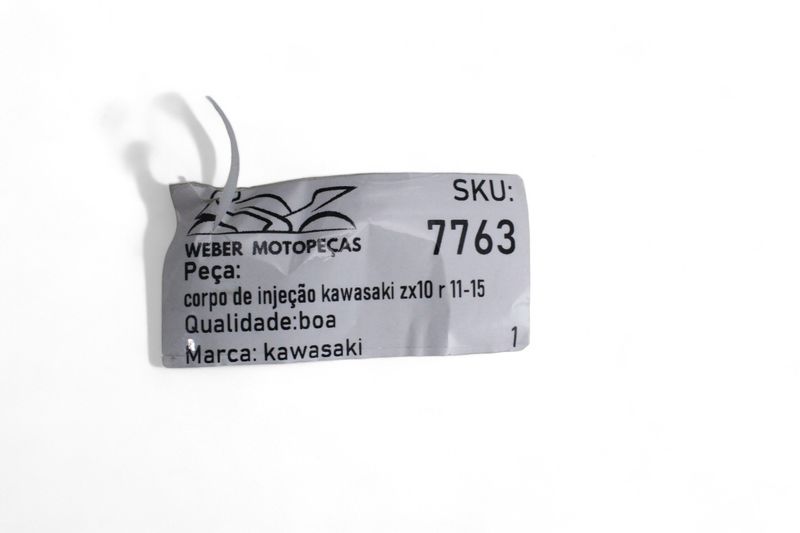 WEBER MOTOPEÇAS
SKU:
7763
Peça:
corpo de injeção kawasaki zx10 r 11-15
Qualidade:boa
Marca: kawasaki
1